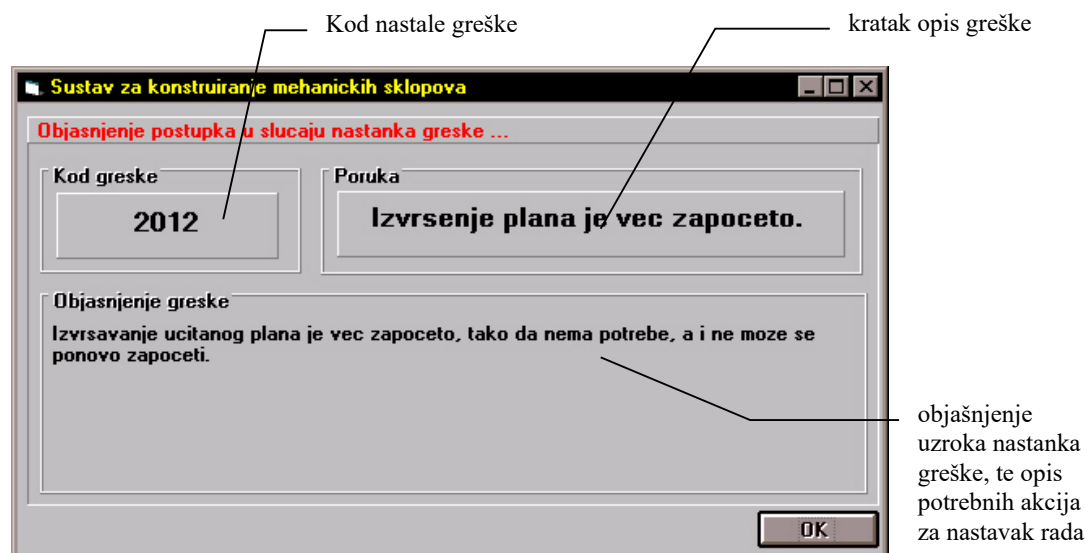 Kod nastale greške
kratak opis greške
Sustav za konstruiranje mehanickih sklopova
Objasnjenje postupka u slucaju nastanka greske ...
Kod greske
Poruka
2012
Izvrsenje plana je vec zapoceto.
Objasnjenje greske
Izvrsavanje ucitanog plana je vec zapoceto, tako da nema potrebe, a i ne moze se
ponovo zapoceti.
objašnjenje
uzroka nastanka
greške, te opis
potrebnih akcija
za nastavak rada
OK